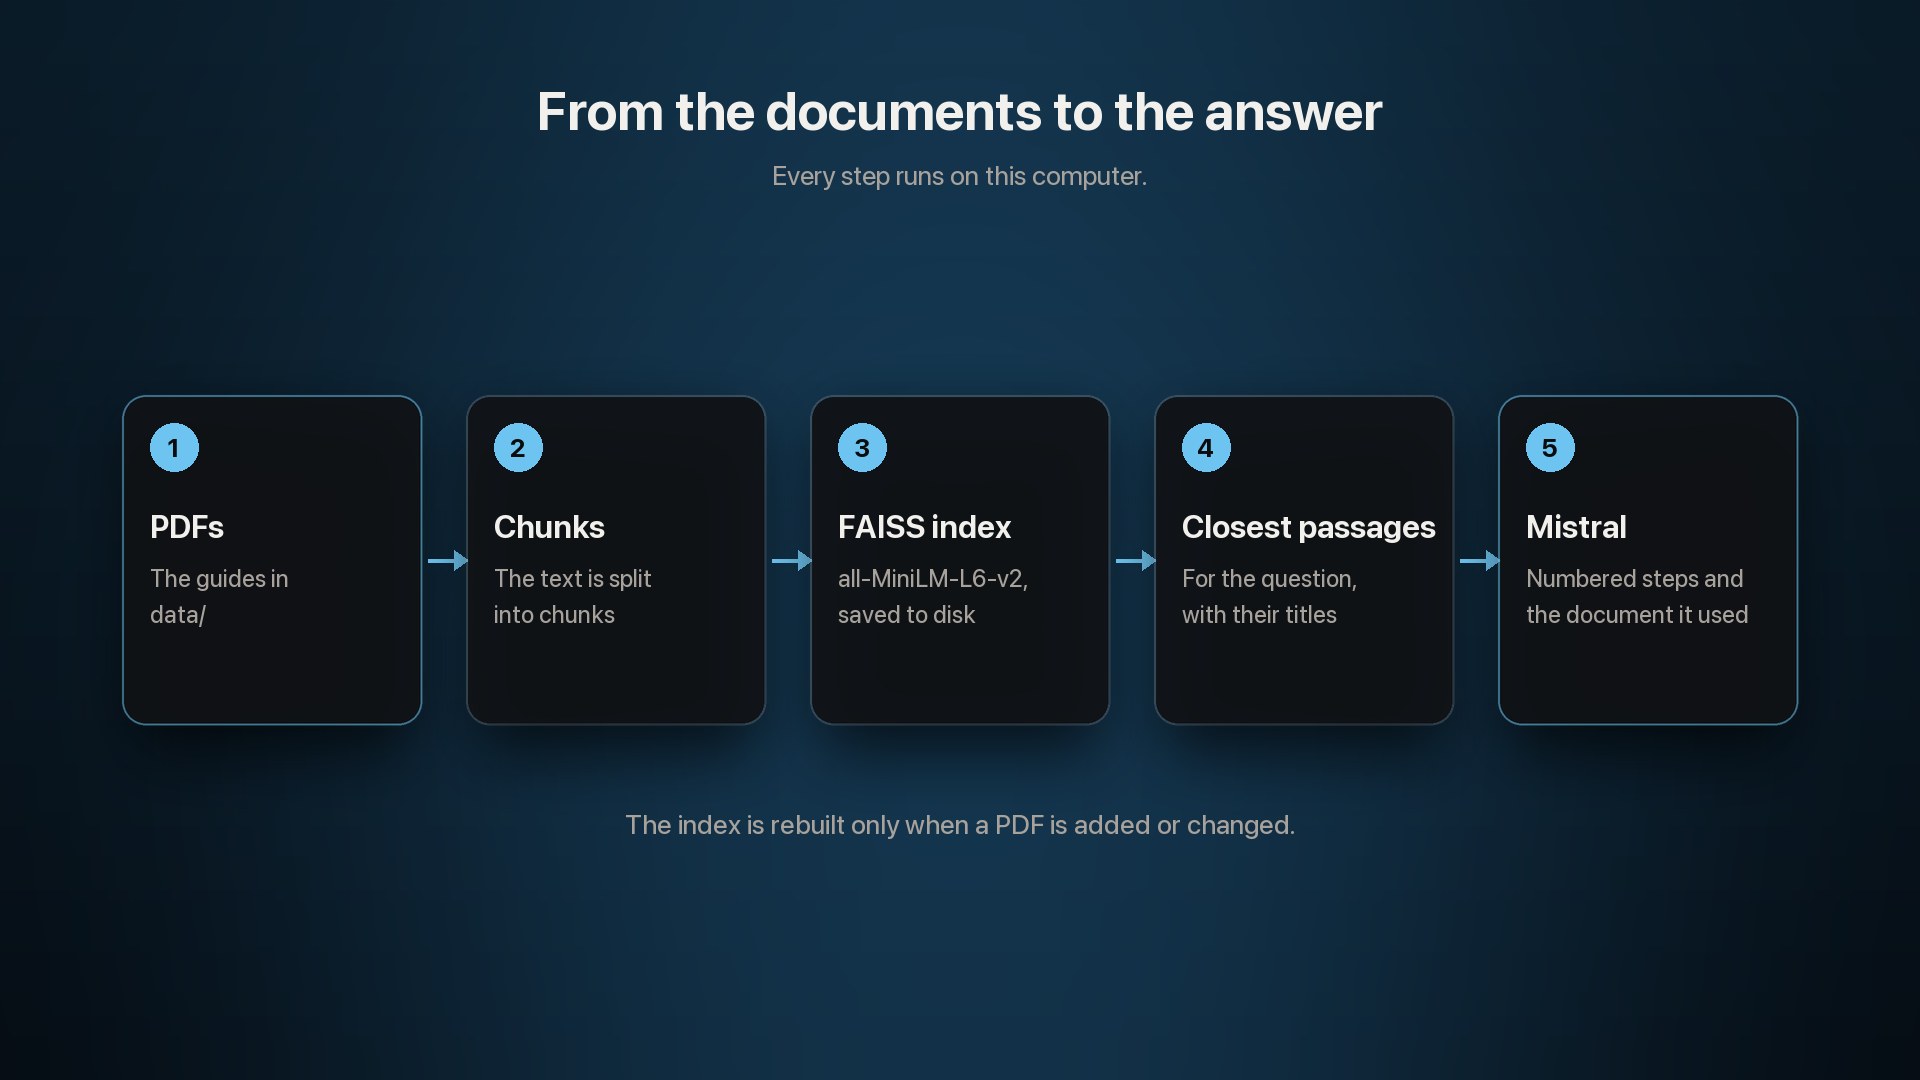 From the documents to the answer
Every step runs on this computer.
1
PDFs
The guides in
data/
2
Chunks
The text is split
into chunks
3
FAISS index
all-MiniLM-L6-v2,
saved to disk
4
Closest passages
For the question,
with their titles
5
Mistral
Numbered steps and
the document it used
The index is rebuilt only when a PDF is added or changed.